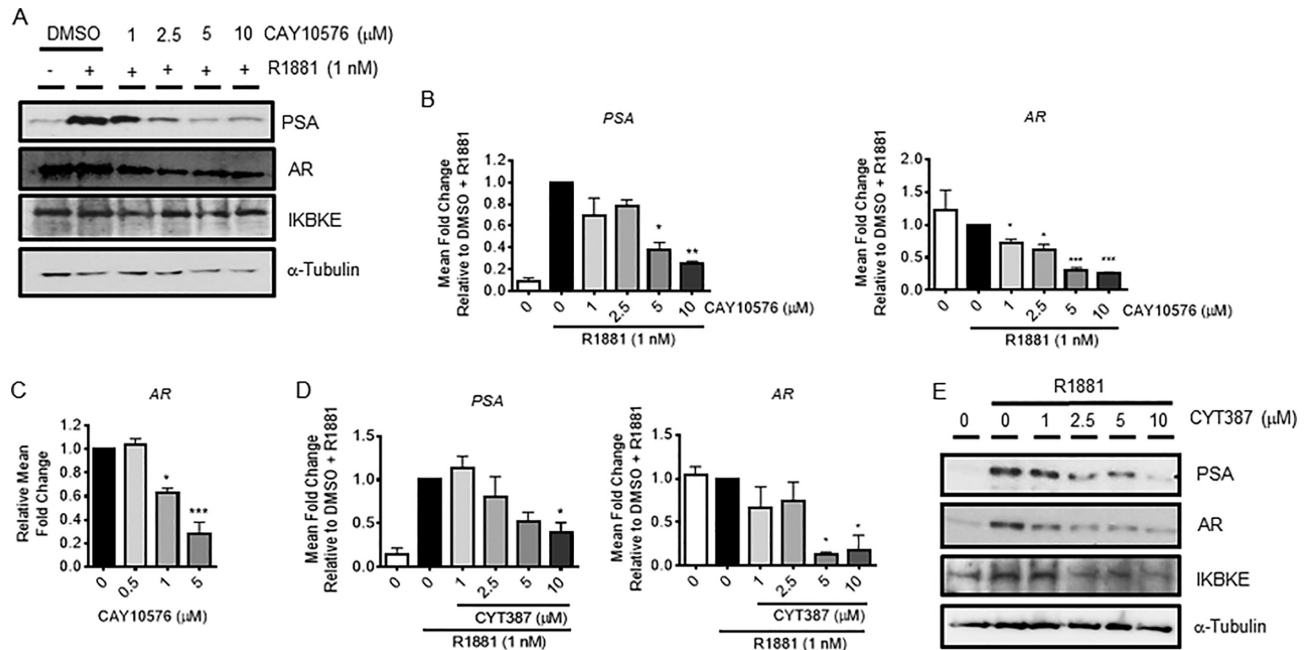 A
DMSO 1 2.5 5 10 CAY10576 (µM)
- + + + + + R1881 (1 nM)
PSA
AR
IKBKE
α-Tubulin
B
PSA
Mean Fold Change
Relative to DMSO + R1881
1.2
1.0
0.8
0.6
0.4
0.2
0.0
*
**
0 0 1 2.5 5 10 CAY10576 (µM)
R1881 (1 nM)
AR
Mean Fold Change
Relative to DMSO + R1881
2.0
1.5
1.0
0.5
0.0
*
*
***
***
0 0 1 2.5 5 10 CAY10576 (µM)
R1881 (1 nM)
C
AR
Relative Mean
Fold Change
1.2
1.0
0.8
0.6
0.4
0.2
0.0
*
***
0 0.5 1 5
CAY10576 (µM)
D
PSA
Mean Fold Change
Relative to DMSO + R1881
1.5
1.0
0.5
0.0
*
0 0 1 2.5 5 10
CYT387 (µM)
R1881 (1 nM)
AR
Mean Fold Change
Relative to DMSO + R1881
1.5
1.0
0.5
0.0
*
*
0 0 1 2.5 5 10
CYT387 (µM)
R1881 (1 nM)
E
R1881
0 0 1 2.5 5 10 CYT387 (µM)
PSA
AR
IKBKE
α-Tubulin